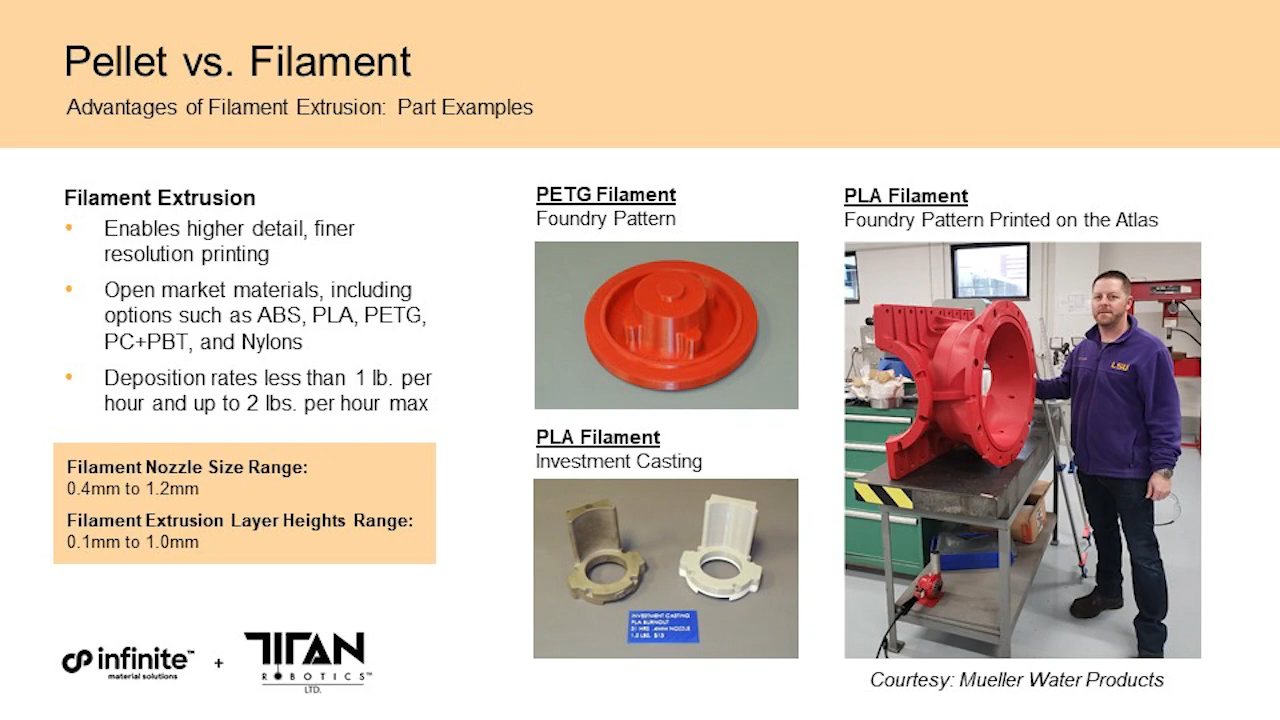 Pellet vs. Filament
Advantages of Filament Extrusion: Part Examples
Filament Extrusion
• Enables higher detail, finer
resolution printing
• Open market materials, including
options such as ABS, PLA, PETG,
PC+PBT, and Nylons
• Deposition rates less than 1 lb. per
hour and up to 2 lbs. per hour max
Filament Nozzle Size Range:
0.4mm to 1.2mm
Filament Extrusion Layer Heights Range:
0.1mm to 1.0mm
infinite™
material solutions
+
TITAN
ROBOTICS™
LTD.
PETG Filament
Foundry Pattern
PLA Filament
Investment Casting
INVESTMENT CASTING
PLA BURNOUT
PLA Filament
Foundry Pattern Printed on the Atlas
LSU
Courtesy: Mueller Water Products